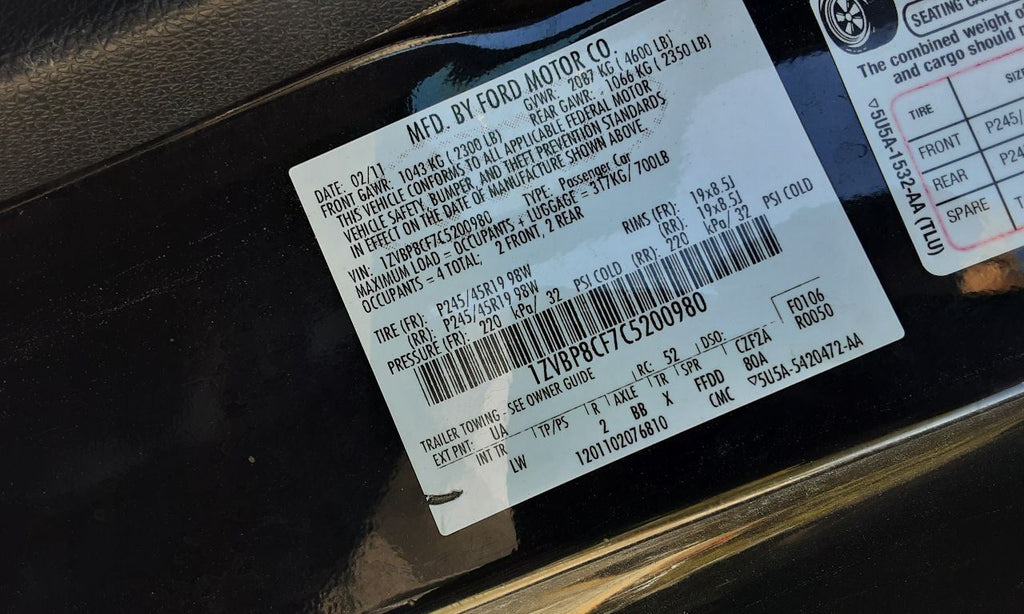 MFD. BY FORD MOTOR CO.
DATE: 02/11 GVWR: 2087 KG ( 4600 LB)
FRONT GAWR: 1043 KG ( 2300 LB) REAR GAWR: 1066 KG ( 2350 LB)
THIS VEHICLE CONFORMS TO ALL APPLICABLE FEDERAL MOTOR
VEHICLE SAFETY, BUMPER, AND THEFT PREVENTION STANDARDS
IN EFFECT ON THE DATE OF MANUFACTURE SHOWN ABOVE.
VIN: 1ZVBP8CF7C5200980 TYPE: Passenger Car
MAXIMUM LOAD = OCCUPANTS + LUGGAGE = 317KG/ 700LB
OCCUPANTS = 4 TOTAL: 2 FRONT, 2 REAR
TIRE (FR): P245/45R19 98W RIMS (FR): 19x8.5J
(RR): P245/45R19 98W (RR): 19x8.5J
PRESSURE (FR): 220 kPa/ 32 PSI COLD (RR): 220 kPa/ 32 PSI COLD
1ZVBP8CF7C5200980
TRAILER TOWING - SEE OWNER GUIDE
EXT PNT: UA RC: 52 DSO: F0106
R0050
INT TR TP/PS R AXLE TR SPR CZF2A
LW 2 BB X FFDD 80A
CMC
1201102076810 ▽5U5A-5420472-AA
SEATING
The combined weight
and cargo should
TIRE
FRONT P245/
REAR
SPARE
▽5U5A-1532-AA (TLU)